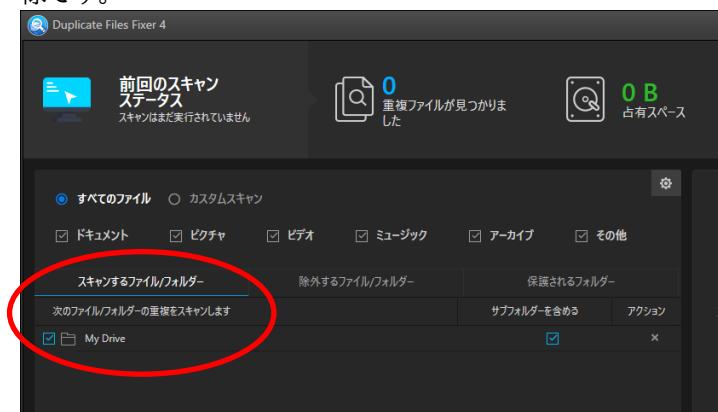 様です。
Duplicate Files Fixer 4
前回のスキャン
ステータス
スキャンはまだ実行されていません
0
重複ファイルが見つかりま
した
0 B
占有スペース
すべてのファイル カスタムスキャン
ドキュメント ピクチャ ビデオ ミュージック アーカイブ その他
スキャンするファイル/フォルダー 除外するファイル/フォルダー 保護されるフォルダー
次のファイル/フォルダーの重複をスキャンします サブフォルダーを含める アクション
My Drive